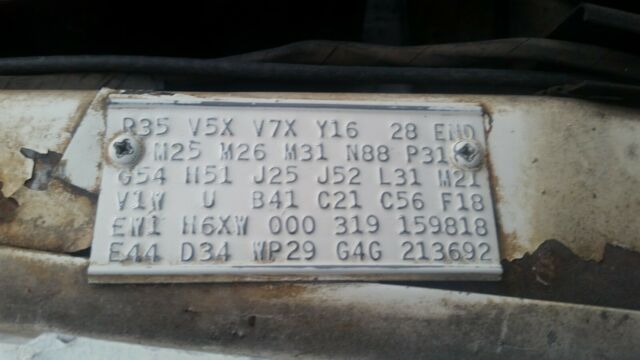 R35 V5X V7X Y16 28 END
M25 M26 M31 N88 P31
G54 H51 J25 J52 L31 M21
V1W U B41 C21 C56 F18
EW1 H6XW 000 319 159818
E44 D34 WP29 G4G 213692